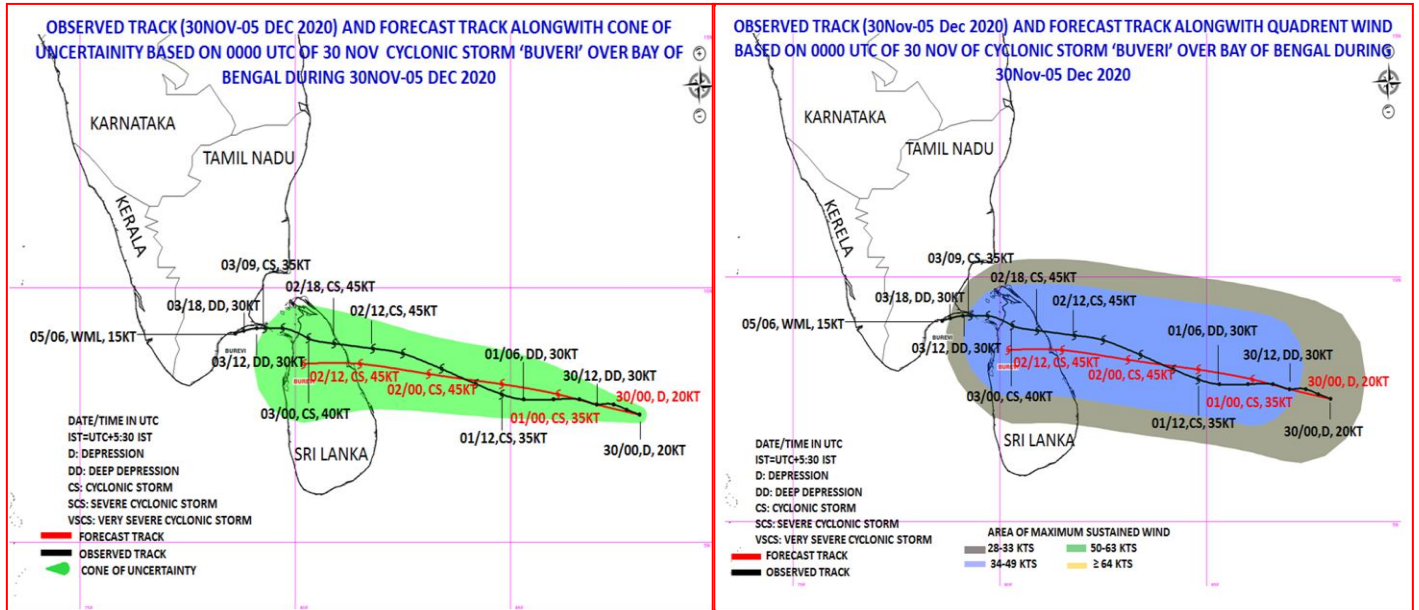 OBSERVED TRACK (30NOV-05 DEC 2020) AND FORECAST TRACK ALONGWITH CONE OF
UNCERTAINITY BASED ON 0000 UTC OF 30 NOV CYCLONIC STORM ‘BUVERI’ OVER BAY OF
BENGAL DURING 30NOV-05 DEC 2020
KARNATAKA
TAMIL NADU
KERALA
03/09, CS, 35KT
02/18, CS, 45KT
03/18, DD, 30KT
02/12,CS, 45KT
05/06, WML, 15KT
BUREVI
03/12, DD, 30KT
01/06, DD, 30KT
02/12, CS, 45KT
30/12, DD, 30KT
BUREVI
02/00, CS, 45KT
30/00, D, 20KT
03/00, CS, 40KT
01/00, CS, 35KT
01/12,CS, 35KT
30/00,D, 20KT
SRI LANKA
DATE/TIME IN UTC
IST=UTC+5:30 IST
D: DEPRESSION
DD: DEEP DEPRESSION
CS: CYCLONIC STORM
SCS: SEVERE CYCLONIC STORM
VSCS: VERY SEVERE CYCLONIC STORM
FORECAST TRACK
OBSERVED TRACK
CONE OF UNCERTAINTY
OBSERVED TRACK (30Nov-05 Dec 2020) AND FORECAST TRACK ALONGWITH QUADRENT WIND
BASED ON 0000 UTC OF 30 NOV OF CYCLONIC STORM ‘BUVERI’ OVER BAY OF BENGAL DURING
30Nov-05 Dec 2020
KARNATAKA
TAMIL NADU
KERELA
03/09, CS, 35KT
02/18, CS, 45KT
03/18, DD, 30KT
02/12,CS, 45KT
05/06, WML, 15KT
BUREVI
01/06, DD, 30KT
03/12, DD, 30KT
02/12, CS, 45KT
30/12, DD, 30KT
02/00, CS, 45KT
30/00, D, 20KT
03/00, CS, 40KT
01/00, CS, 35KT
01/12,CS, 35KT
30/00,D, 20KT
SRI LANKA
DATE/TIME IN UTC
IST=UTC+5:30 IST
D: DEPRESSION
DD: DEEP DEPRESSION
CS: CYCLONIC STORM
SCS: SEVERE CYCLONIC STORM
VSCS: VERY SEVERE CYCLONIC STORM
FORECAST TRACK
OBSERVED TRACK
AREA OF MAXIMUM SUSTAINED WIND
28-33 KTS
50-63 KTS
34-49 KTS
≥ 64 KTS